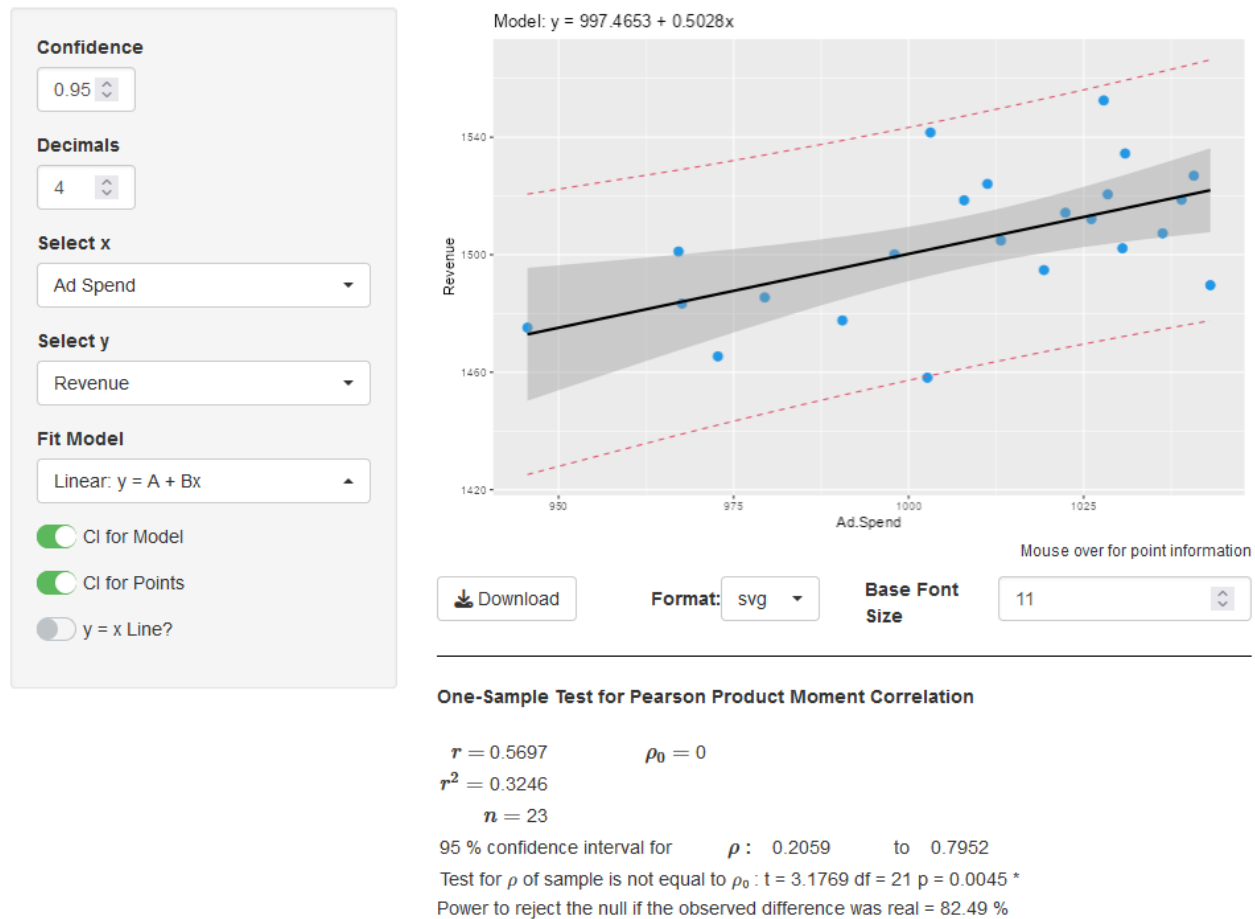 Confidence
0.95
Decimals
4
Select x
Ad Spend
Select y
Revenue
Fit Model
Linear: y = A + Bx
CI for Model
CI for Points
y = x Line?
Model: y = 997.4653 + 0.5028x
Revenue
1540
1500
1460
1420
950 975 1000 1025
Ad.Spend
Mouse over for point information
Download Format: svg Base Font Size 11
One-Sample Test for Pearson Product Moment Correlation
r = 0.5697 ρ₀ = 0
r² = 0.3246
n = 23
95 % confidence interval for ρ : 0.2059 to 0.7952
Test for ρ of sample is not equal to ρ₀ : t = 3.1769 df = 21 p = 0.0045 *
Power to reject the null if the observed difference was real = 82.49 %